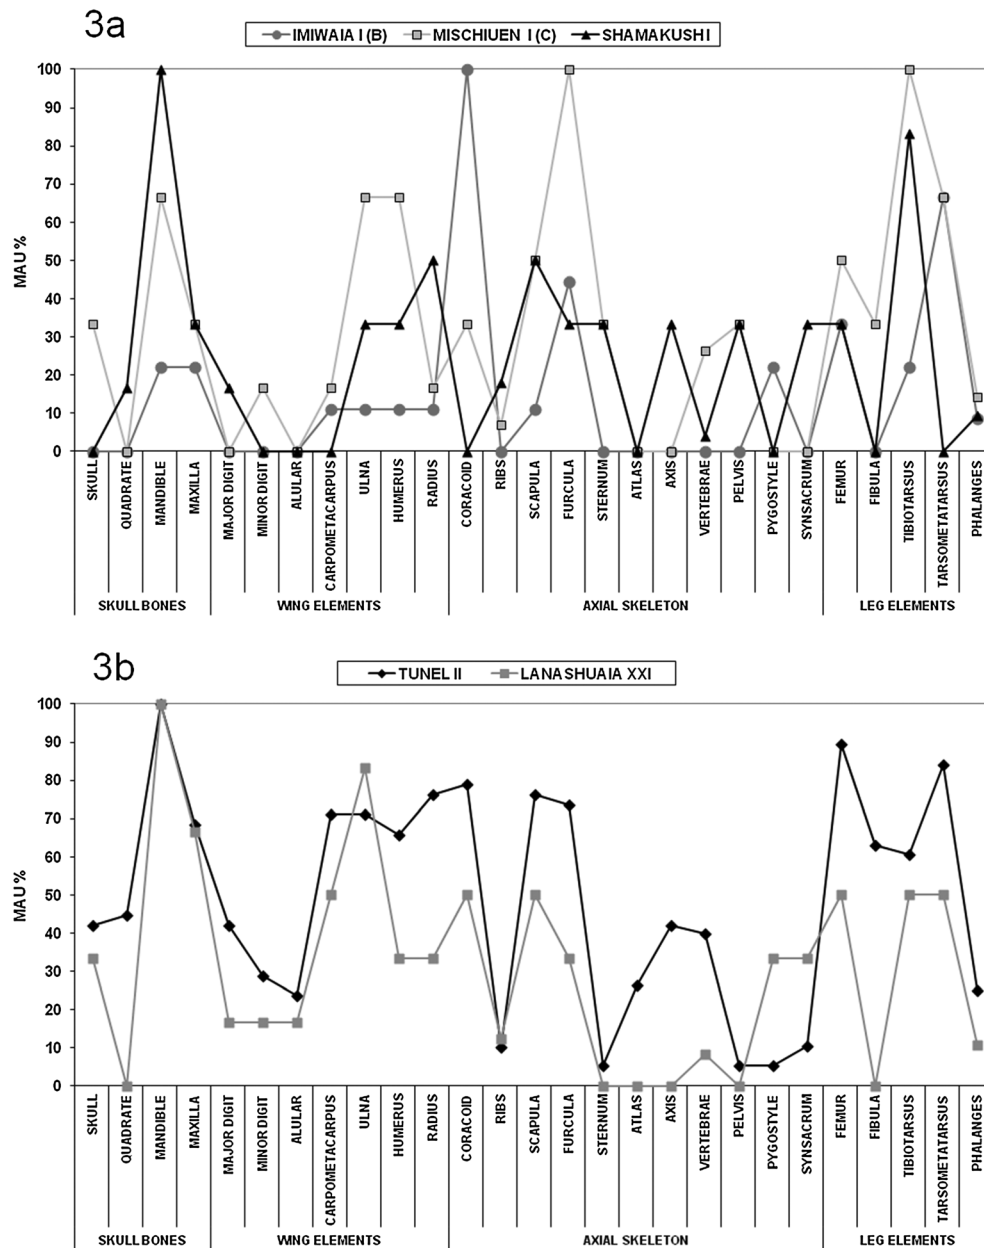 3a
IMIWAIA I (B) MISCHIUEN I (C) SHAMAKUSH I
100
90
80
70
60
50
40
30
20
10
0
MAU %
SKULL
QUADRATE
MANDIBLE
MAXILLA
MAJOR DIGIT
MINOR DIGIT
ALULAR
CARPOMETACARPUS
ULNA
HUMERUS
RADIUS
CORACOID
RIBS
SCAPULA
FURCULA
STERNUM
ATLAS
AXIS
VERTEBRAE
PELVIS
PYGOSTYLE
SYNSACRUM
FEMUR
FIBULA
TIBIOTARSUS
TARSOMETATARSUS
PHALANGES
SKULL BONES WING ELEMENTS AXIAL SKELETON LEG ELEMENTS
3b
TUNEL II LANASHUAIA XXI
100
90
80
70
60
50
40
30
20
10
0
MAU %
SKULL
QUADRATE
MANDIBLE
MAXILLA
MAJOR DIGIT
MINOR DIGIT
ALULAR
CARPOMETACARPUS
ULNA
HUMERUS
RADIUS
CORACOID
RIBS
SCAPULA
FURCULA
STERNUM
ATLAS
AXIS
VERTEBRAE
PELVIS
PYGOSTYLE
SYNSACRUM
FEMUR
FIBULA
TIBIOTARSUS
TARSOMETATARSUS
PHALANGES
SKULL BONES WING ELEMENTS AXIAL SKELETON LEG ELEMENTS